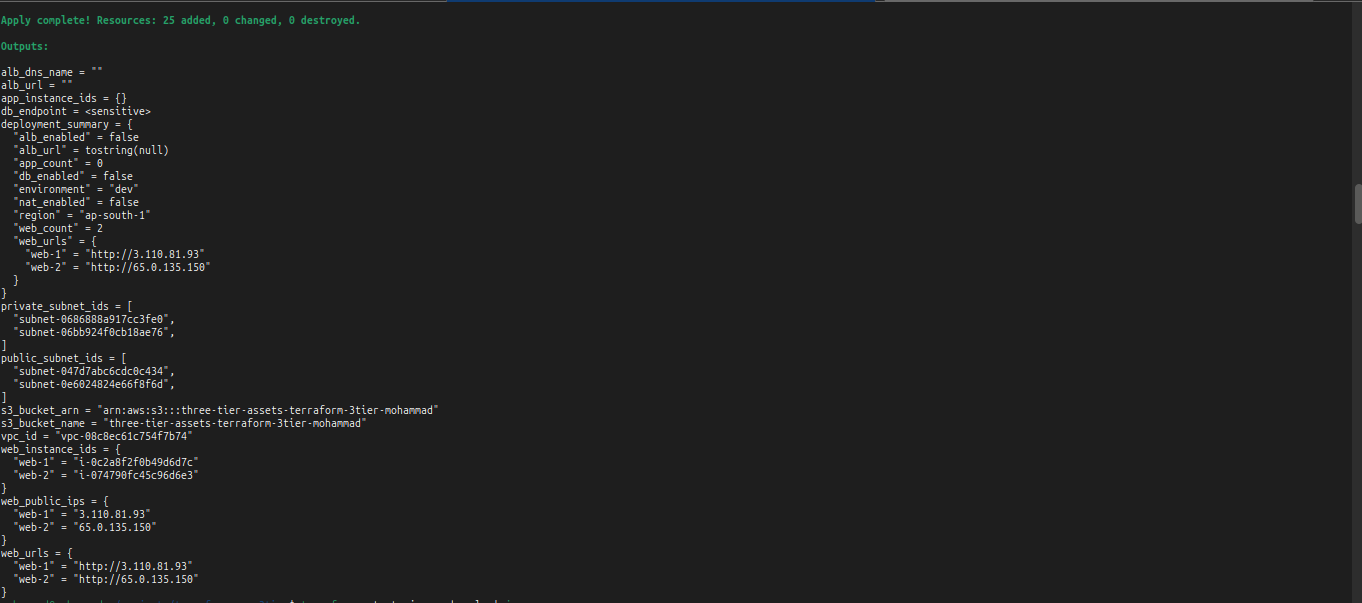 Apply complete! Resources: 25 added, 0 changed, 0 destroyed.
Outputs:
alb_dns_name = ""
alb_url = ""
app_instance_ids = {}
db_endpoint = <sensitive>
deployment_summary = {
  "alb_enabled" = false
  "alb_url" = tostring(null)
  "app_count" = 0
  "db_enabled" = false
  "environment" = "dev"
  "nat_enabled" = false
  "region" = "ap-south-1"
  "web_count" = 2
  "web_urls" = {
    "web-1" = "http://3.110.81.93"
    "web-2" = "http://65.0.135.150"
  }
}
private_subnet_ids = [
  "subnet-0686888a917cc3fe0",
  "subnet-06bb924f0cb18ae76",
]
public_subnet_ids = [
  "subnet-047d7abc6cdc0c434",
  "subnet-0e6024824e66f8f6d",
]
s3_bucket_arn = "arn:aws:s3:::three-tier-assets-terraform-3tier-mohammad"
s3_bucket_name = "three-tier-assets-terraform-3tier-mohammad"
vpc_id = "vpc-08c8ec61c754f7b74"
web_instance_ids = {
  "web-1" = "i-0c2a8f2f0b49d6d7c"
  "web-2" = "i-074790fc45c96d6e3"
}
web_public_ips = {
  "web-1" = "3.110.81.93"
  "web-2" = "65.0.135.150"
}
web_urls = {
  "web-1" = "http://3.110.81.93"
  "web-2" = "http://65.0.135.150"
}